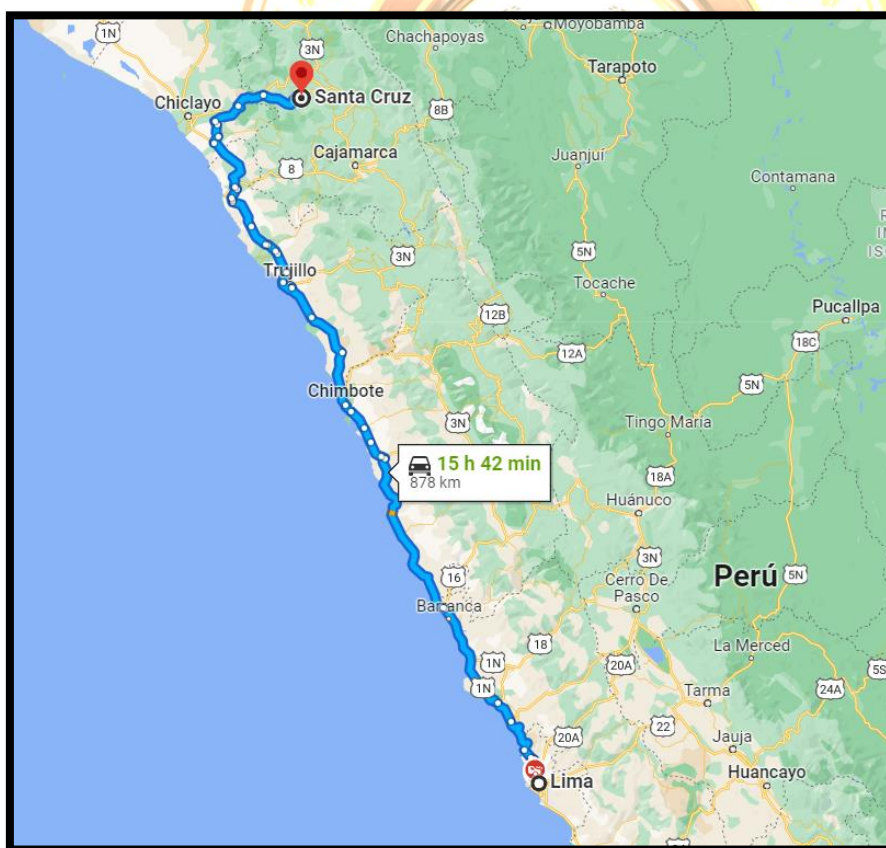 1N
3N
Chachapoyas
Moyobamba
Tarapoto
Santa Cruz
Chiclayo
8B
Cajamarca
8
Juanjuí
Contamana
3N
5N
Trujillo
Tocache
12B
Pucallpa
18C
12A
5N
Chimbote
3N
Tingo María
15 h 42 min
878 km
18A
Huánuco
3N
Perú
5N
16
Cerro De
Pasco
Barranca
18
La Merced
1N
20A
5S
1N
Tarma
24A
22
20A
Jauja
Lima
Huancayo